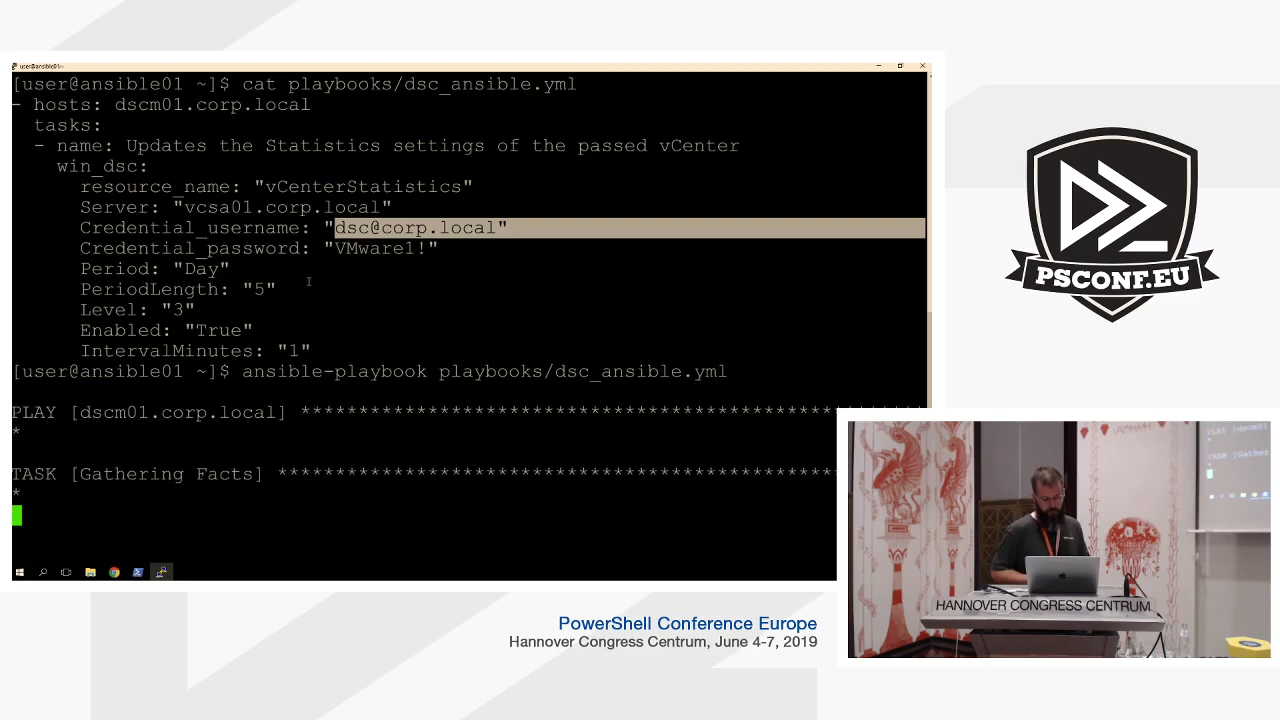 user@ansible01:~
[user@ansible01 ~]$ cat playbooks/dsc_ansible.yml
- hosts: dscm01.corp.local
tasks:
- name: Updates the Statistics settings of the passed vCenter
win_dsc:
resource_name: "vCenterStatistics"
Server: "vcsa01.corp.local"
Credential_username: "dsc@corp.local"
Credential_password: "VMware1!"
Period: "Day"
PeriodLength: "5"
Level: "3"
Enabled: "True"
IntervalMinutes: "1"
[user@ansible01 ~]$ ansible-playbook playbooks/dsc_ansible.yml
PLAY [dscm01.corp.local] *********************************************************
*
TASK [Gathering Facts] ***********************************************************
*
PSCONF.EU
HANNOVER CONGRESS CENTRUM
PowerShell Conference Europe
Hannover Congress Centrum, June 4-7, 2019